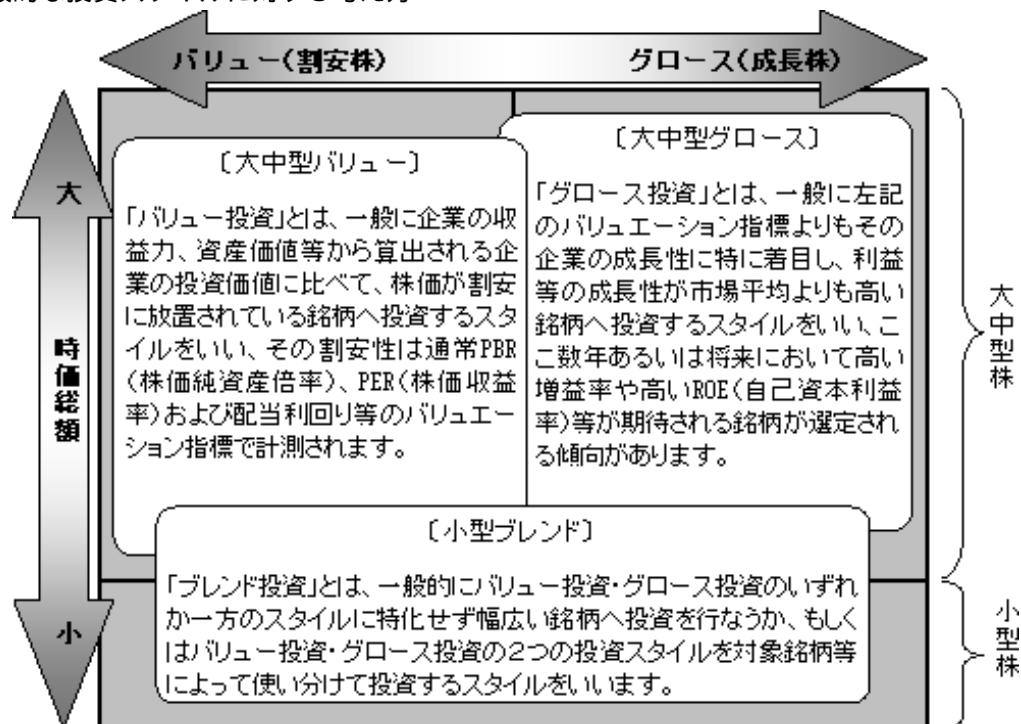 バリュー(割安株)
グロース(成長株)
大
時価総額
小
〔大中型バリュー〕
「バリュー投資」とは、一般に企業の収
益力、資産価値等から算出される企
業の投資価値に比べて、株価が割安
に放置されている銘柄へ投資するスタ
イルをいい、その割安性は通常PBR
(株価純資産倍率)、PER(株価収益
率)および配当利回り等のバリュエー
ション指標で計測されます。
〔大中型グロース〕
「グロース投資」とは、一般に左記
のバリュエーション指標よりもその
企業の成長性に特に着目し、利益
等の成長性が市場平均よりも高い
銘柄へ投資するスタイルをいい、こ
こ数年あるいは将来において高い
増益率や高いROE(自己資本利益
率)等が期待される銘柄が選定され
る傾向があります。
〔小型ブレンド〕
「ブレンド投資」とは、一般的にバリュー投資・グロース投資のいずれ
か一方のスタイルに特化せず幅広い銘柄へ投資を行なうか、もしく
はバリュー投資・グロース投資の2つの投資スタイルを対象銘柄等
によって使い分けて投資するスタイルをいいます。
大中型株
小型株